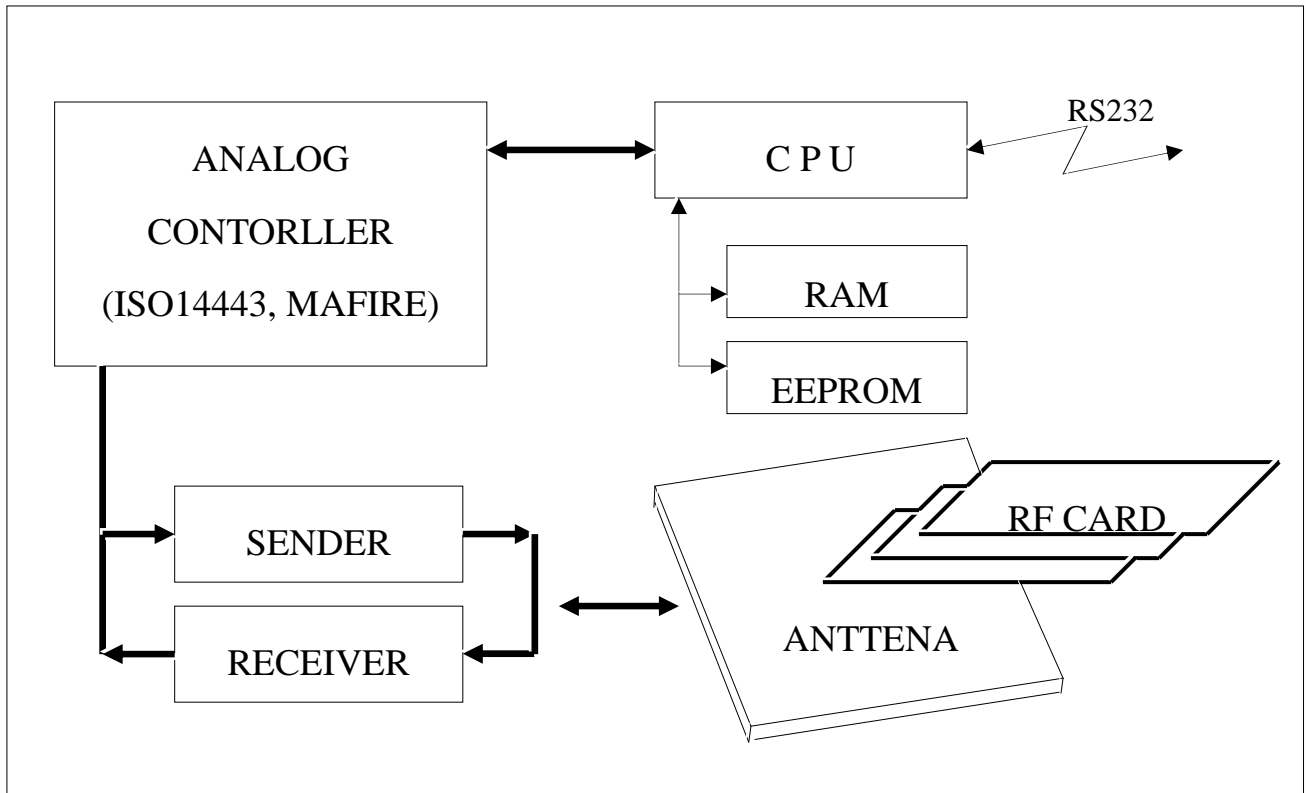 ANALOG
CONTORLLER
(ISO14443, MAFIRE)
C P U
RS232
RAM
EEPROM
SENDER
RECEIVER
RF CARD
ANTTENA